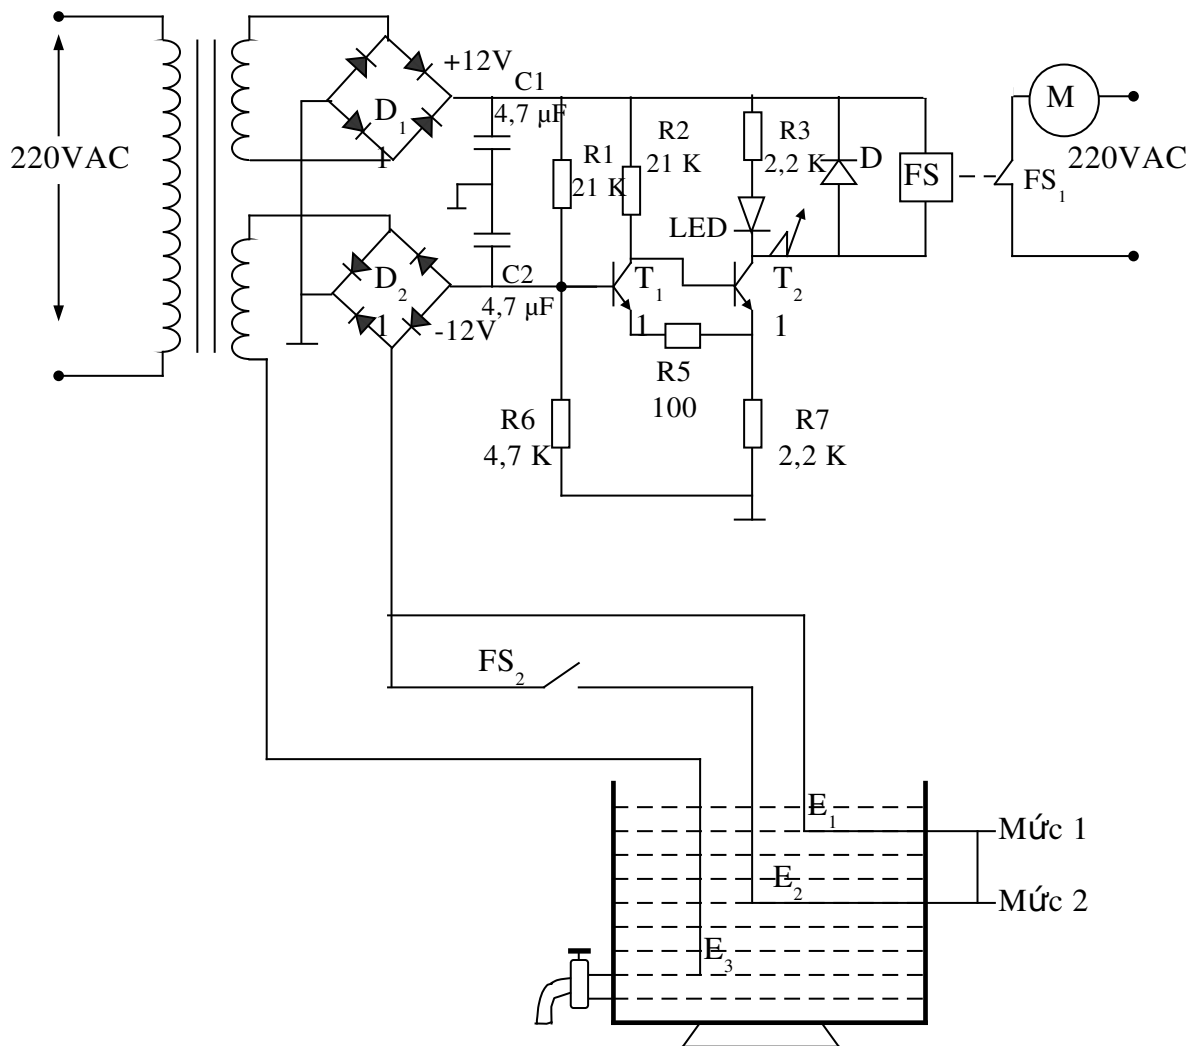 220VAC
+12V
D1
1
C1
4,7 µF
R1
21 K
R2
21 K
R3
2,2 K
D
LED
FS
FS1
M
220VAC
D2
1
-12V
C2
4,7 µF
T1
1
T2
1
R5
100
R6
4,7 K
R7
2,2 K
FS2
E1
Mức 1
E2
Mức 2
E3